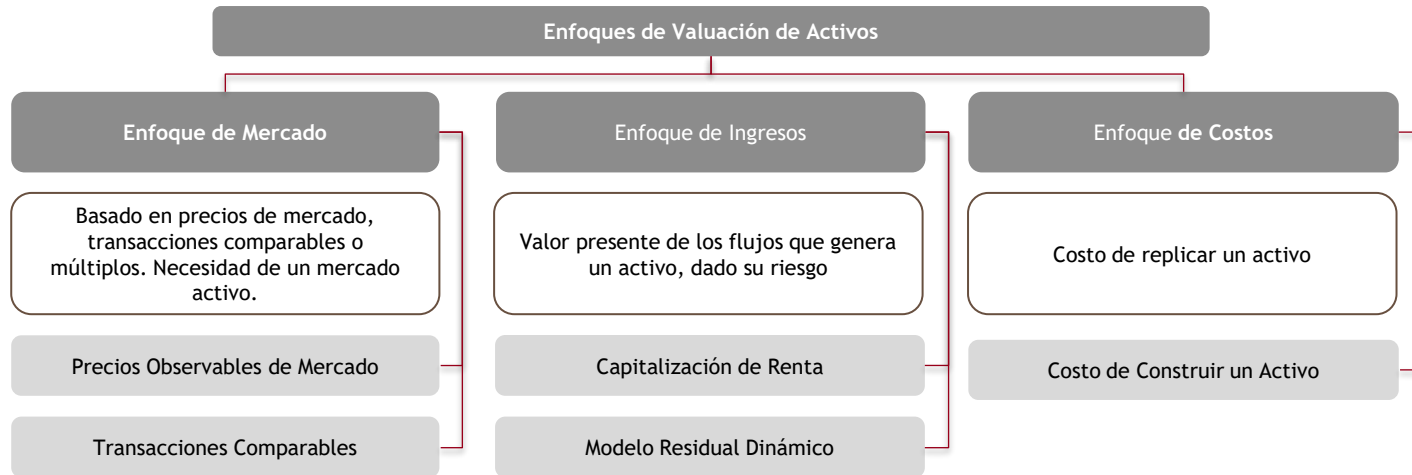 Enfoques de Valuación de Activos
Enfoque de Mercado
Basado en precios de mercado,
transacciones comparables o
múltiplos. Necesidad de un mercado
activo.
Precios Observables de Mercado
Transacciones Comparables
Enfoque de Ingresos
Valor presente de los flujos que genera
un activo, dado su riesgo
Capitalización de Renta
Modelo Residual Dinámico
Enfoque de Costos
Costo de replicar un activo
Costo de Construir un Activo